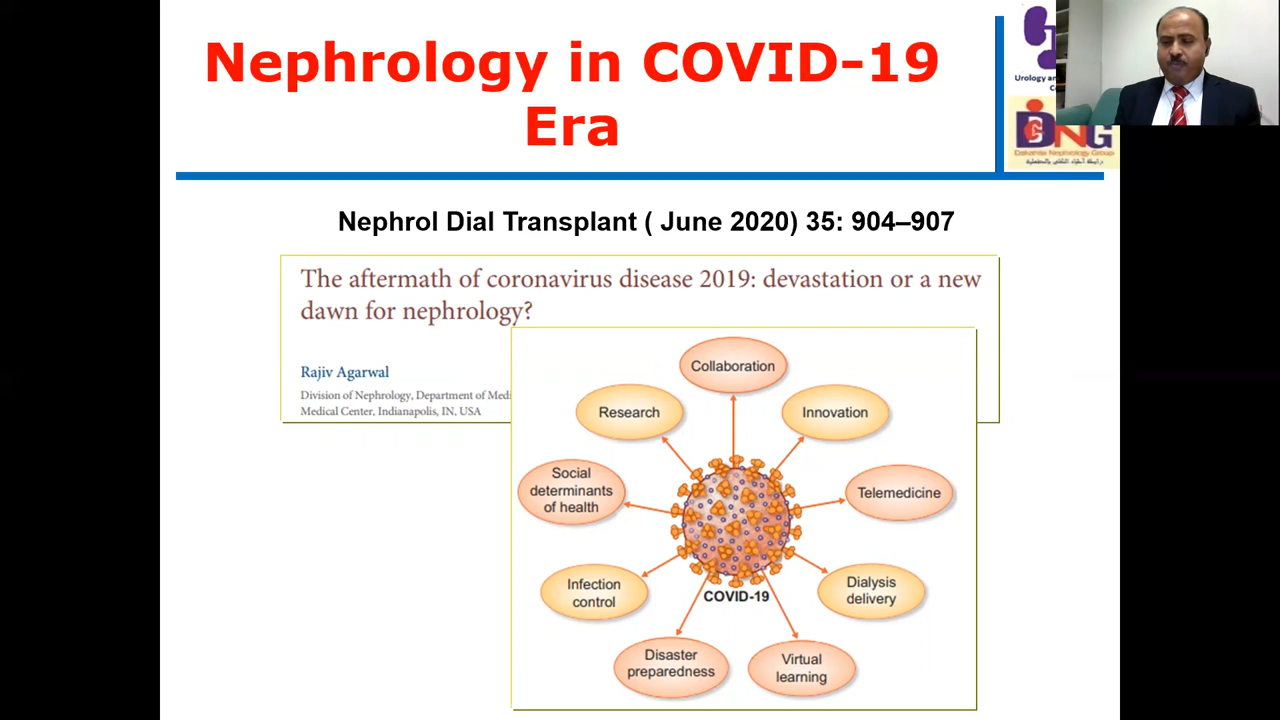 Nephrology in COVID-19
Era
Urology and
DNG
Dakahlia Nephrology Group
Nephrol Dial Transplant ( June 2020) 35: 904–907
The aftermath of coronavirus disease 2019: devastation or a new
dawn for nephrology?
Rajiv Agarwal
Division of Nephrology, Department of
Medical Center, Indianapolis, IN, USA
Collaboration
Research
Innovation
Social
determinants
of health
Telemedicine
Infection
control
COVID-19
Dialysis
delivery
Disaster
preparedness
Virtual
learning